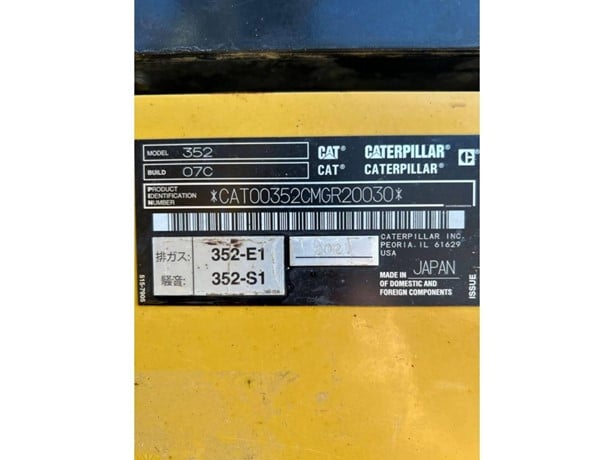 MODEL 352 CAT® CATERPILLAR® C
BUILD 07C CAT® CATERPILLAR®
PRODUCT IDENTIFICATION NUMBER *CAT00352CMGR20030*
CATERPILLAR INC.
PEORIA, IL 61629
USA
排ガス: 352-E1
騒音: 352-S1
2021
MADE IN JAPAN
OF DOMESTIC AND
FOREIGN COMPONENTS
ISSUE